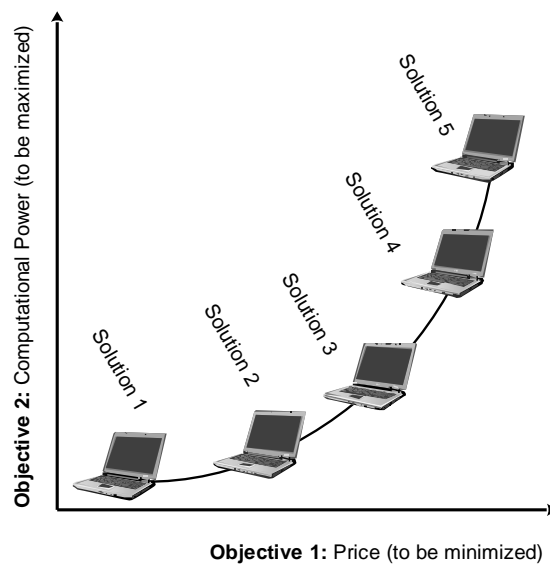 Objective 2: Computational Power (to be maximized)
Solution 5
Solution 4
Solution 3
Solution 2
Solution 1
Objective 1: Price (to be minimized)